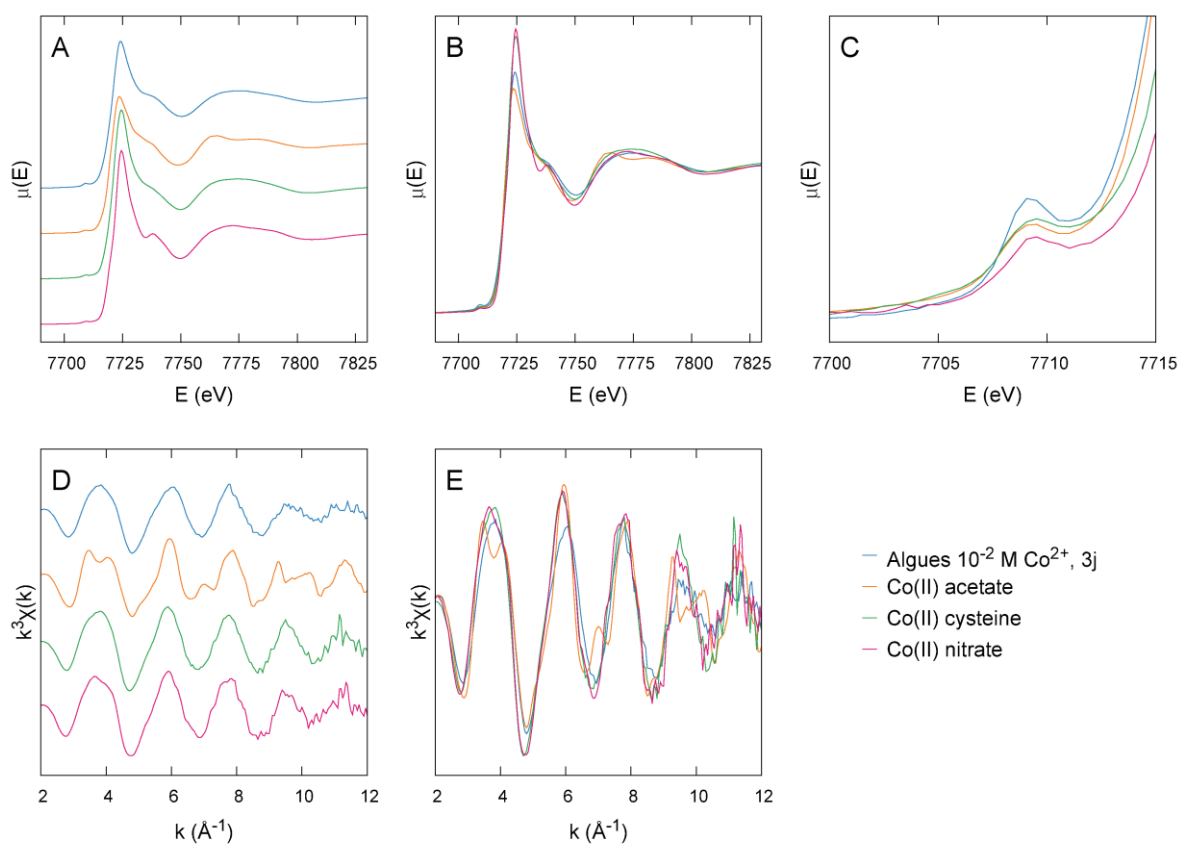 A
B
C
μ(E)
μ(E)
μ(E)
7700 7725 7750 7775 7800 7825
7700 7725 7750 7775 7800 7825
7700 7705 7710 7715
E (eV)
E (eV)
E (eV)
D
E
k³χ(k)
k³χ(k)
2 4 6 8 10 12
2 4 6 8 10 12
k (Å⁻¹)
k (Å⁻¹)
Algues 10⁻² M Co²⁺, 3j
Co(II) acetate
Co(II) cysteine
Co(II) nitrate